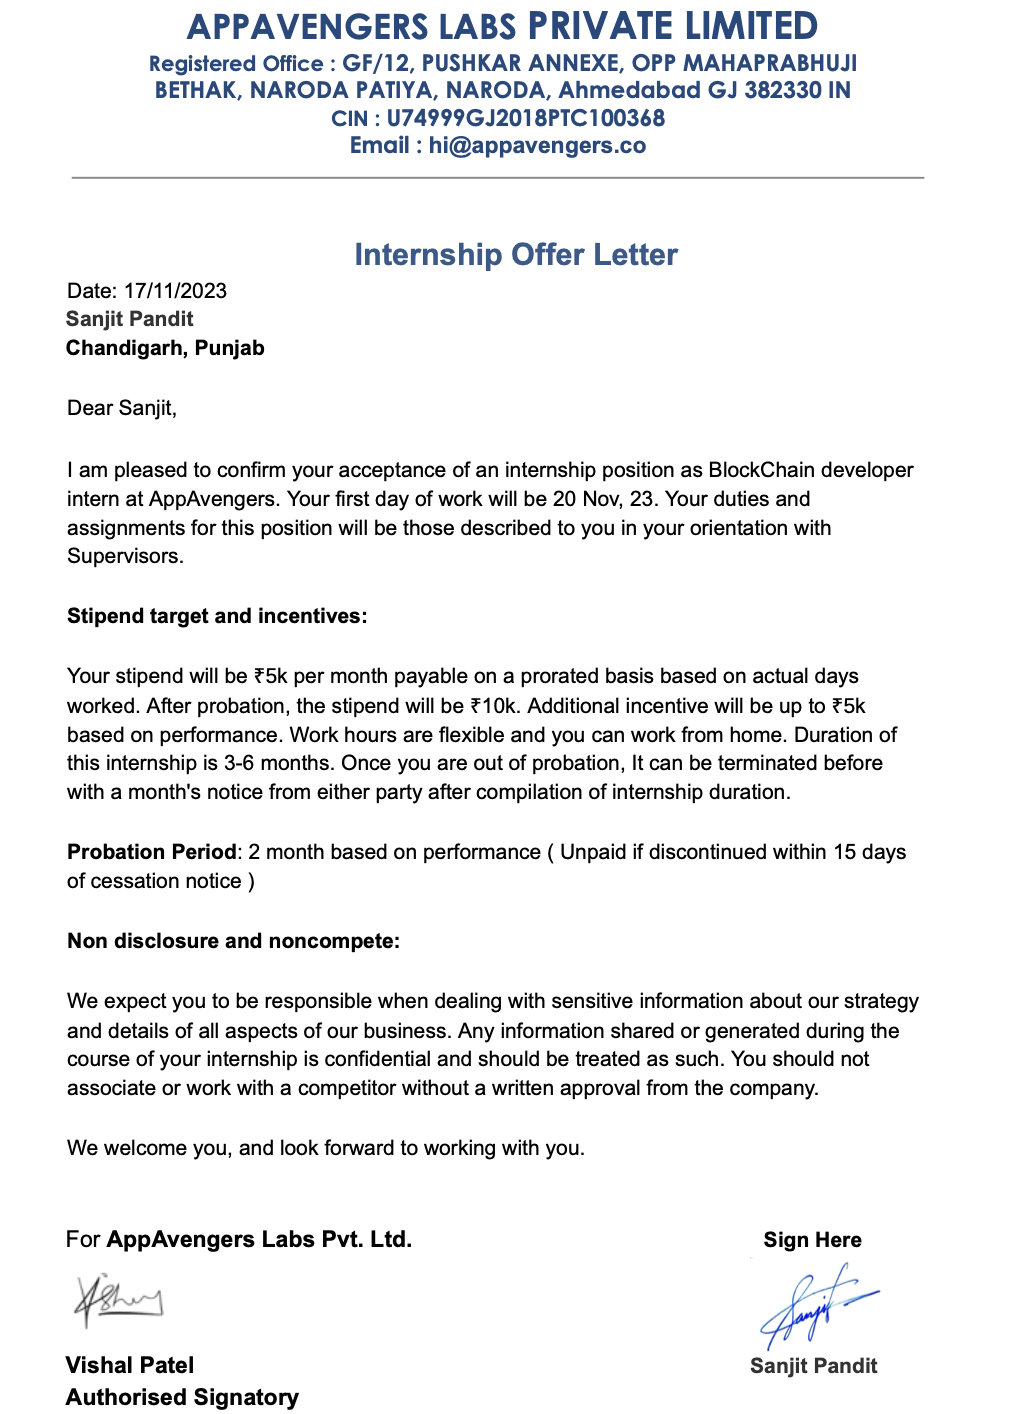 APPAVENGERS LABS PRIVATE LIMITED
Registered Office : GF/12, PUSHKAR ANNEXE, OPP MAHAPRABHUJI
BETHAK, NARODA PATIYA, NARODA, Ahmedabad GJ 382330 IN
CIN : U74999GJ2018PTC100368
Email : hi@appavengers.co
Internship Offer Letter
Date: 17/11/2023
Sanjit Pandit
Chandigarh, Punjab
Dear Sanjit,
I am pleased to confirm your acceptance of an internship position as BlockChain developer
intern at AppAvengers. Your first day of work will be 20 Nov, 23. Your duties and
assignments for this position will be those described to you in your orientation with
Supervisors.
Stipend target and incentives:
Your stipend will be ₹5k per month payable on a prorated basis based on actual days
worked. After probation, the stipend will be ₹10k. Additional incentive will be up to ₹5k
based on performance. Work hours are flexible and you can work from home. Duration of
this internship is 3-6 months. Once you are out of probation, It can be terminated before
with a month's notice from either party after compilation of internship duration.
Probation Period: 2 month based on performance ( Unpaid if discontinued within 15 days
of cessation notice )
Non disclosure and noncompete:
We expect you to be responsible when dealing with sensitive information about our strategy
and details of all aspects of our business. Any information shared or generated during the
course of your internship is confidential and should be treated as such. You should not
associate or work with a competitor without a written approval from the company.
We welcome you, and look forward to working with you.
For AppAvengers Labs Pvt. Ltd.
Sign Here
Sanjit
Vishal Patel
Sanjit Pandit
Authorised Signatory